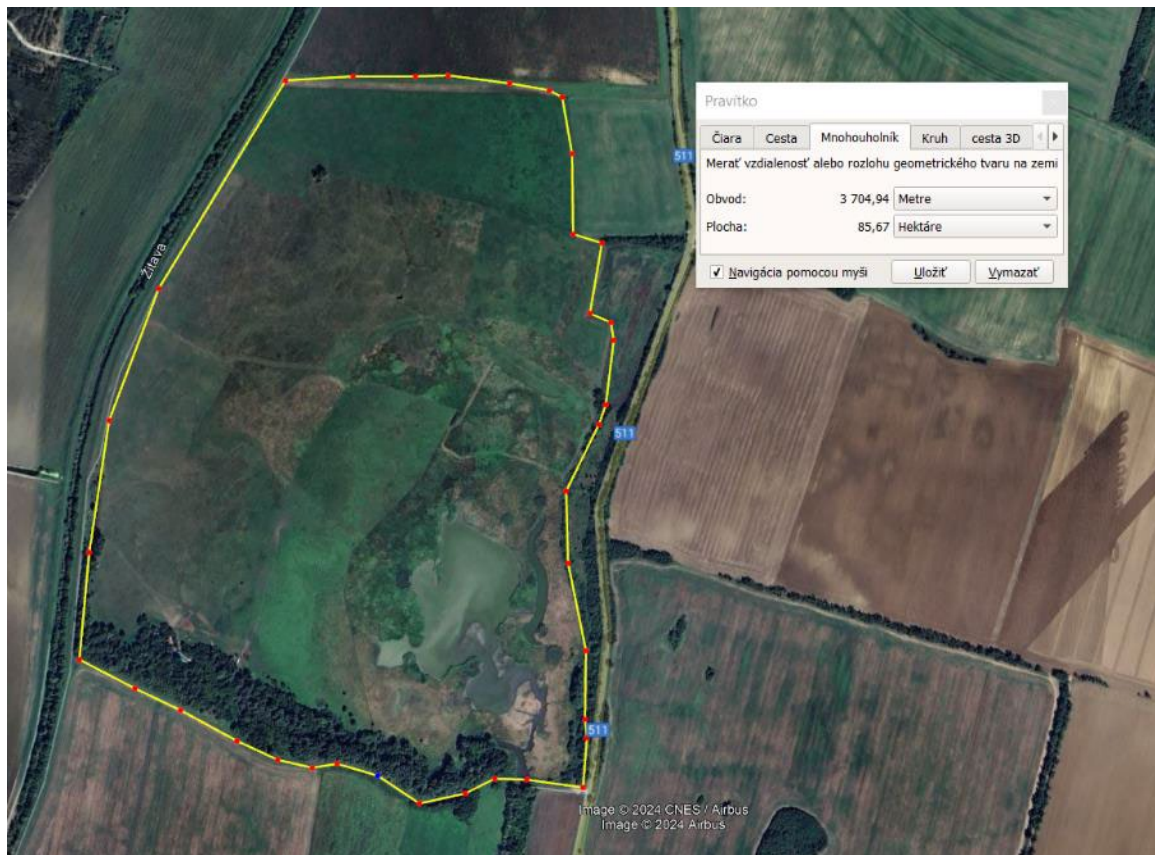 Pravítko
Čiara Cesta Mnohouholník Kruh cesta 3D
Merať vzdialenosť alebo rozlohu geometrického tvaru na zemi
Obvod: 3 704,94 Metre
Plocha: 85,67 Hektáre
Navigácia pomocou myši Uložiť Vymazať
511
Žitava
511
511
Image © 2024 CNES / Airbus
Image © 2024 Airbus